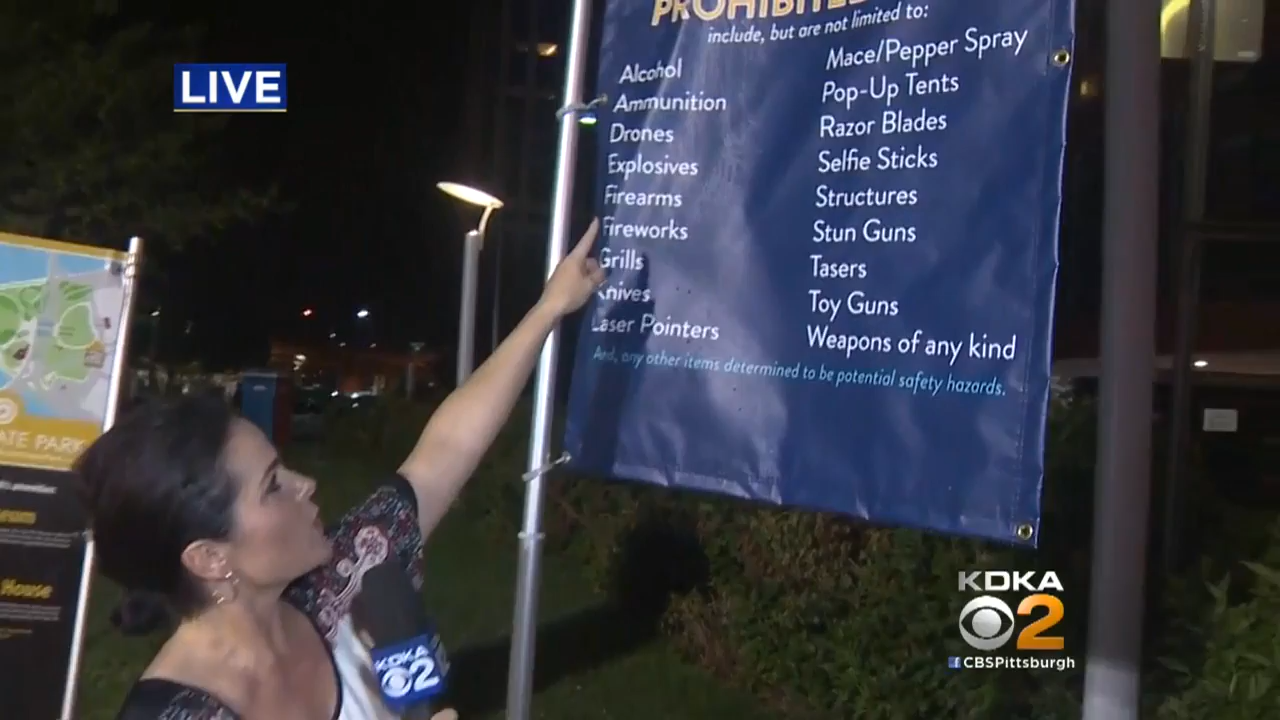 LIVE
PROHIBITED
include, but are not limited to:
Alcohol
Ammunition
Drones
Explosives
Firearms
Fireworks
Grills
Knives
Laser Pointers
Mace/Pepper Spray
Pop-Up Tents
Razor Blades
Selfie Sticks
Structures
Stun Guns
Tasers
Toy Guns
Weapons of any kind
And, any other items determined to be potential safety hazards.
ATE PARK
House
KDKA
2
KDKA
2
CBSPittsburgh